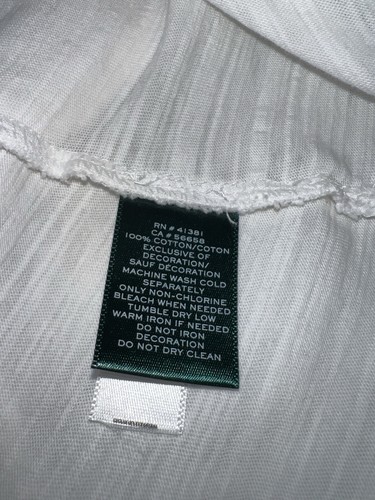 RN # 41381
CA # 56658
100% COTTON/COTON
EXCLUSIVE OF
DECORATION/
SAUF DECORATION
MACHINE WASH COLD
SEPARATELY
ONLY NON-CHLORINE
BLEACH WHEN NEEDED
TUMBLE DRY LOW
WARM IRON IF NEEDED
DO NOT IRON
DECORATION
DO NOT DRY CLEAN